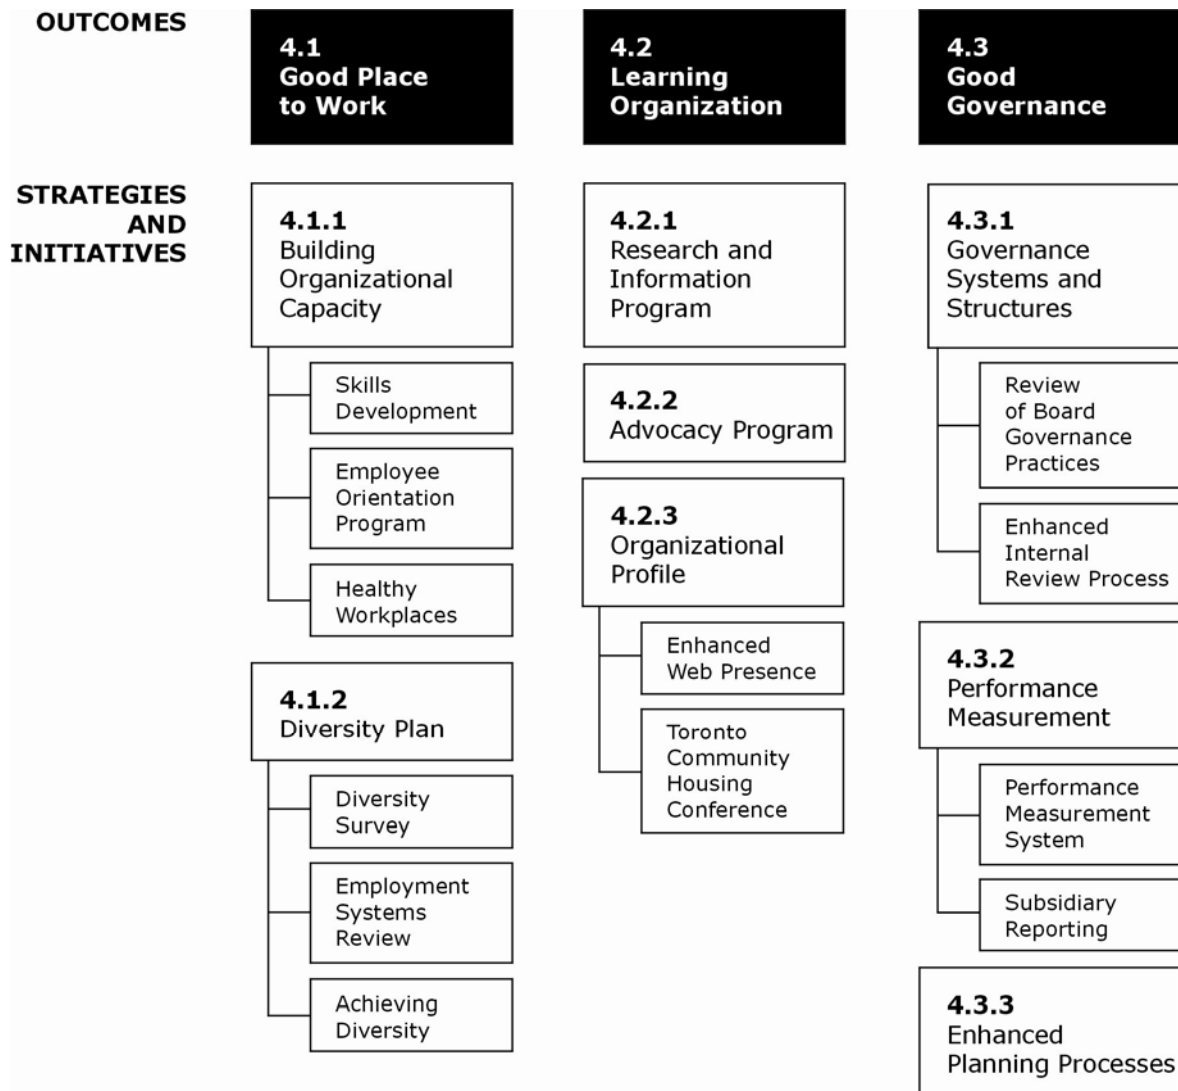 OUTCOMES
4.1
Good Place
to Work
4.2
Learning
Organization
4.3
Good
Governance
STRATEGIES
AND
INITIATIVES
4.1.1
Building
Organizational
Capacity
Skills
Development
Employee
Orientation
Program
Healthy
Workplaces
4.1.2
Diversity Plan
Diversity
Survey
Employment
Systems
Review
Achieving
Diversity
4.2.1
Research and
Information
Program
4.2.2
Advocacy Program
4.2.3
Organizational
Profile
Enhanced
Web Presence
Toronto
Community
Housing
Conference
4.3.1
Governance
Systems and
Structures
Review
of Board
Governance
Practices
Enhanced
Internal
Review Process
4.3.2
Performance
Measurement
Performance
Measurement
System
Subsidiary
Reporting
4.3.3
Enhanced
Planning Processes